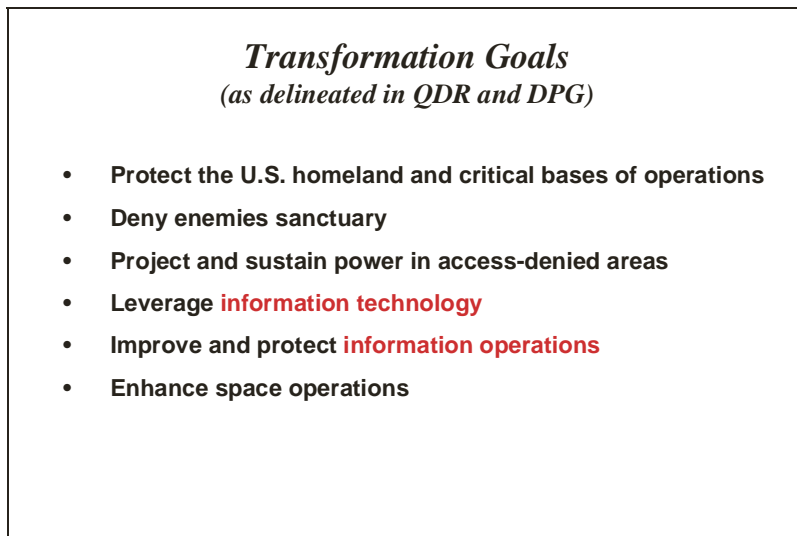 Transformation Goals
(as delineated in QDR and DPG)
• Protect the U.S. homeland and critical bases of operations
• Deny enemies sanctuary
• Project and sustain power in access-denied areas
• Leverage information technology
• Improve and protect information operations
• Enhance space operations